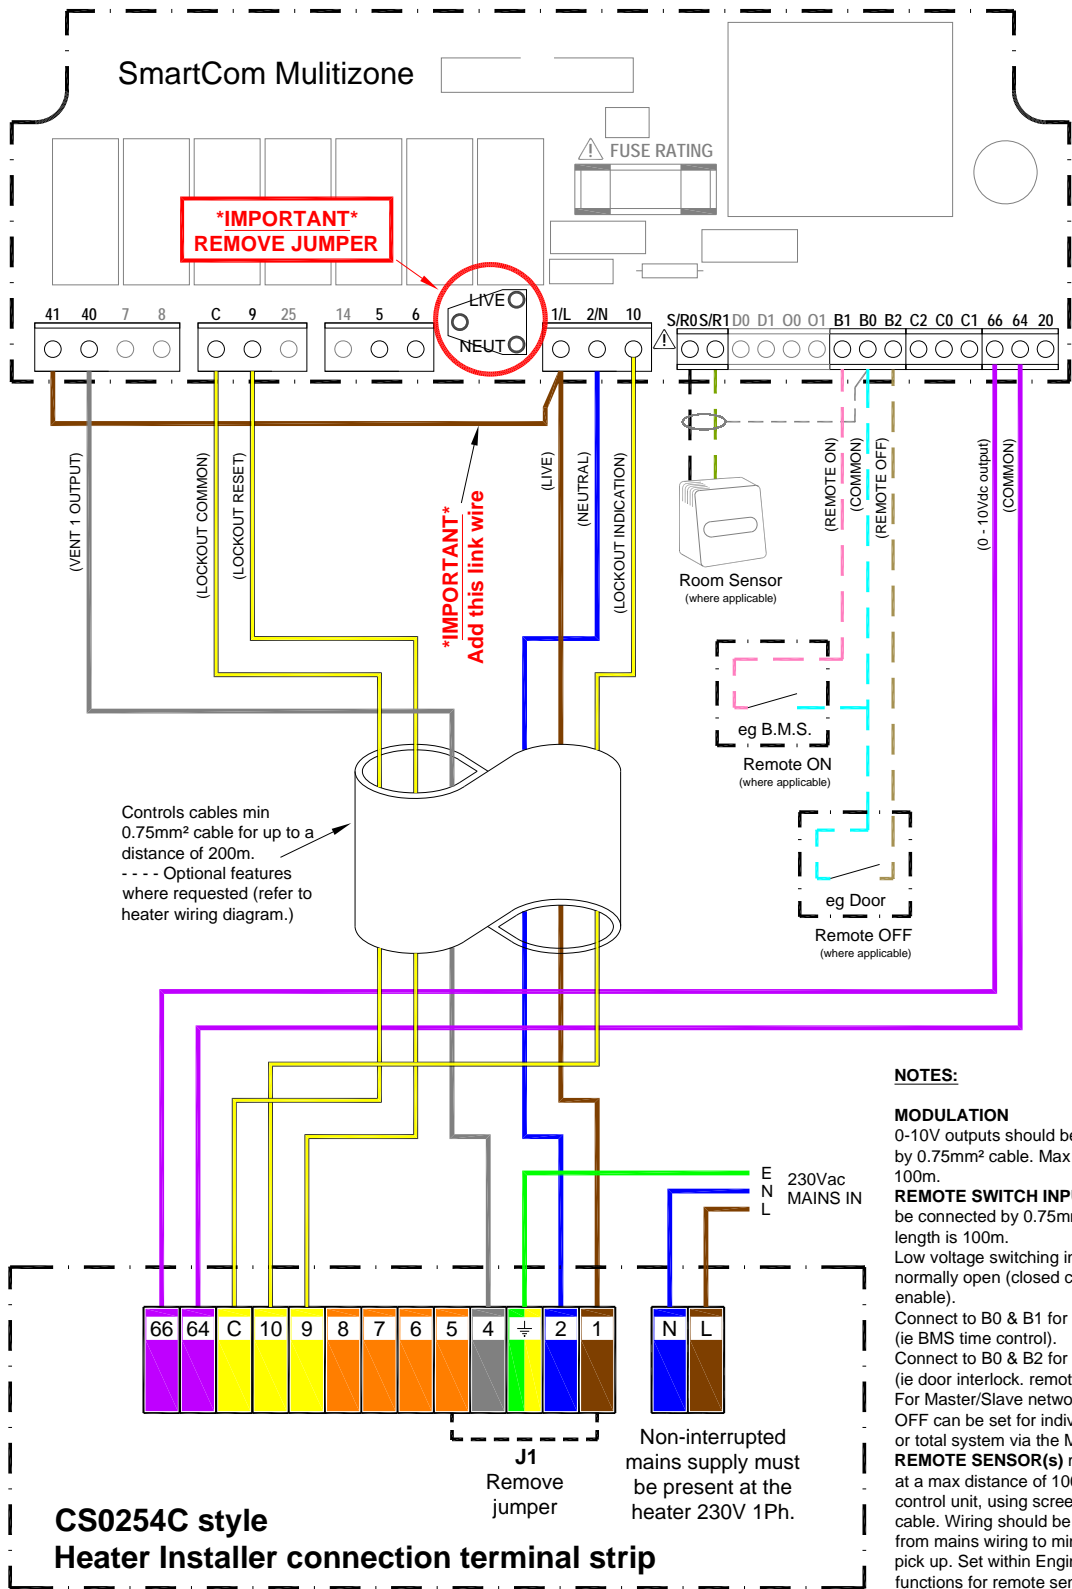 SmartCom Mulitizone
FUSE RATING
*IMPORTANT*
REMOVE JUMPER
LIVE
NEUT
41 40 7 8 C 9 25 14 5 6 1/L 2/N 10 S/R0 S/R1 D0 D1 O0 O1 B1 B0 B2 C2 C0 C1 66 64 20
(VENT 1 OUTPUT)
(LOCKOUT COMMON)
(LOCKOUT RESET)
*IMPORTANT*
Add this link wire
(LIVE)
(NEUTRAL)
(LOCKOUT INDICATION)
(REMOTE ON)
(COMMON)
(REMOTE OFF)
(0 - 10Vdc output)
(COMMON)
Room Sensor
(where applicable)
eg B.M.S.
Remote ON
(where applicable)
eg Door
Remote OFF
(where applicable)
Controls cables min
0.75mm² cable for up to a
distance of 200m.
- - - - Optional features
where requested (refer to
heater wiring diagram.)
E
N
L
230Vac
MAINS IN
NOTES:
MODULATION
0-10V outputs should be
by 0.75mm² cable. Max
100m.
REMOTE SWITCH INPU
be connected by 0.75m
length is 100m.
Low voltage switching in
normally open (closed c
enable).
Connect to B0 & B1 for
(ie BMS time control).
Connect to B0 & B2 for
(ie door interlock. remot
For Master/Slave netwo
OFF can be set for indiv
or total system via the M
REMOTE SENSOR(s) m
at a max distance of 100
control unit, using scree
cable. Wiring should be
from mains wiring to min
pick up. Set within Engin
functions for remote sen
66 64 C 10 9 8 7 6 5 4 2 1 N L
J1
Remove
jumper
Non-interrupted
mains supply must
be present at the
heater 230V 1Ph.
CS0254C style
Heater Installer connection terminal strip